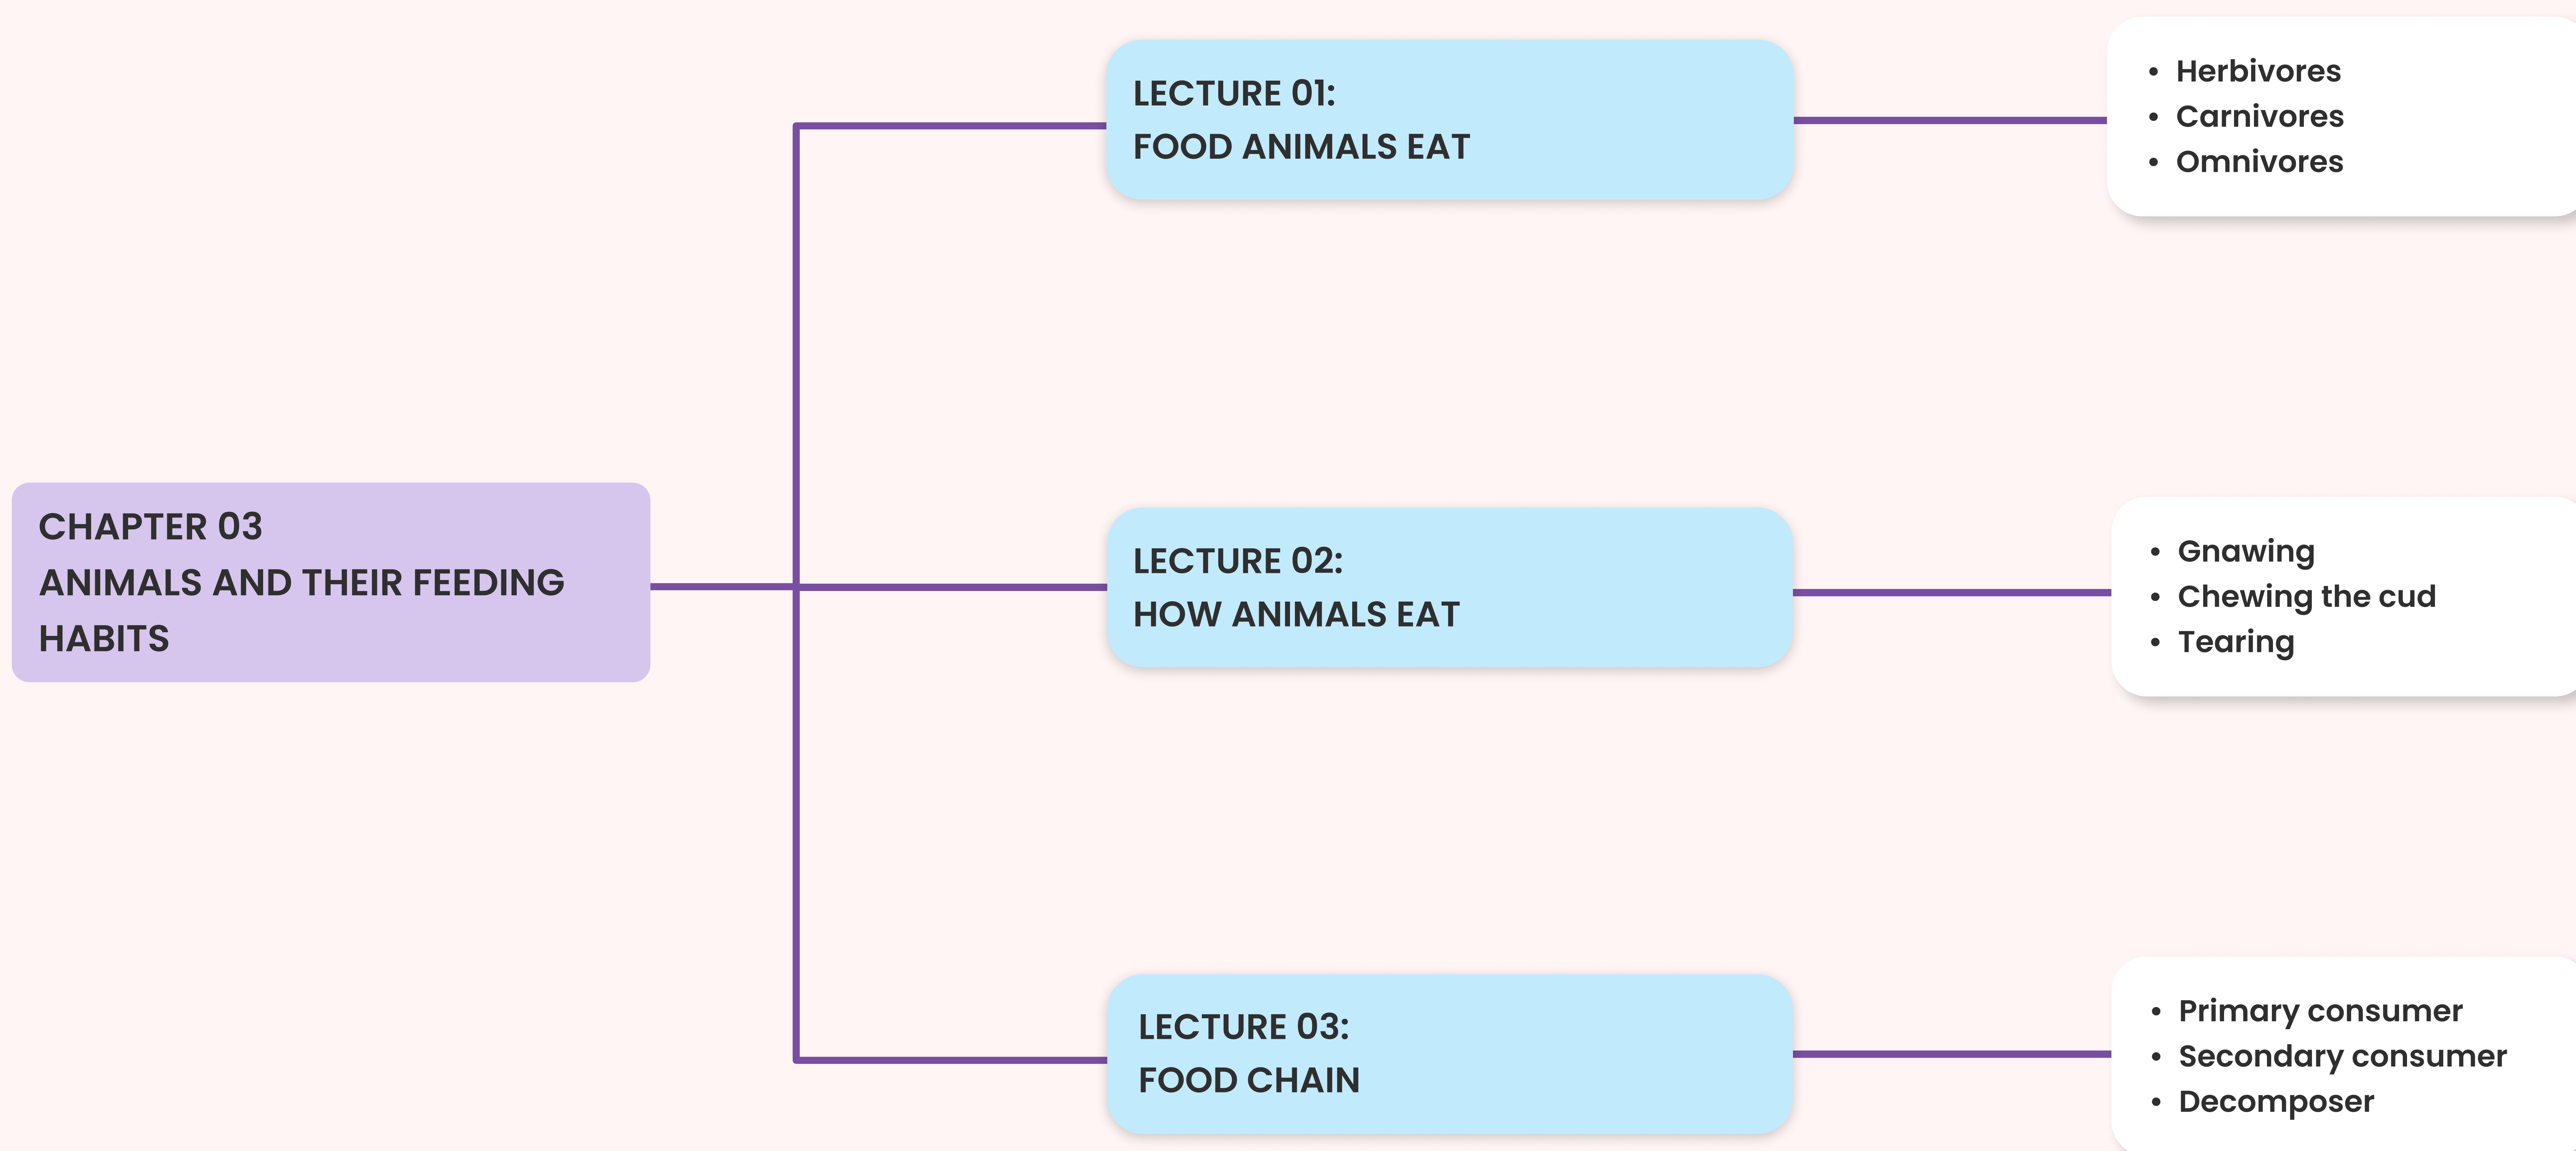 CHAPTER 03
ANIMALS AND THEIR FEEDING
HABITS
LECTURE 01:
FOOD ANIMALS EAT
• Herbivores
• Carnivores
• Omnivores
LECTURE 02:
HOW ANIMALS EAT
• Gnawing
• Chewing the cud
• Tearing
LECTURE 03:
FOOD CHAIN
• Primary consumer
• Secondary consumer
• Decomposer